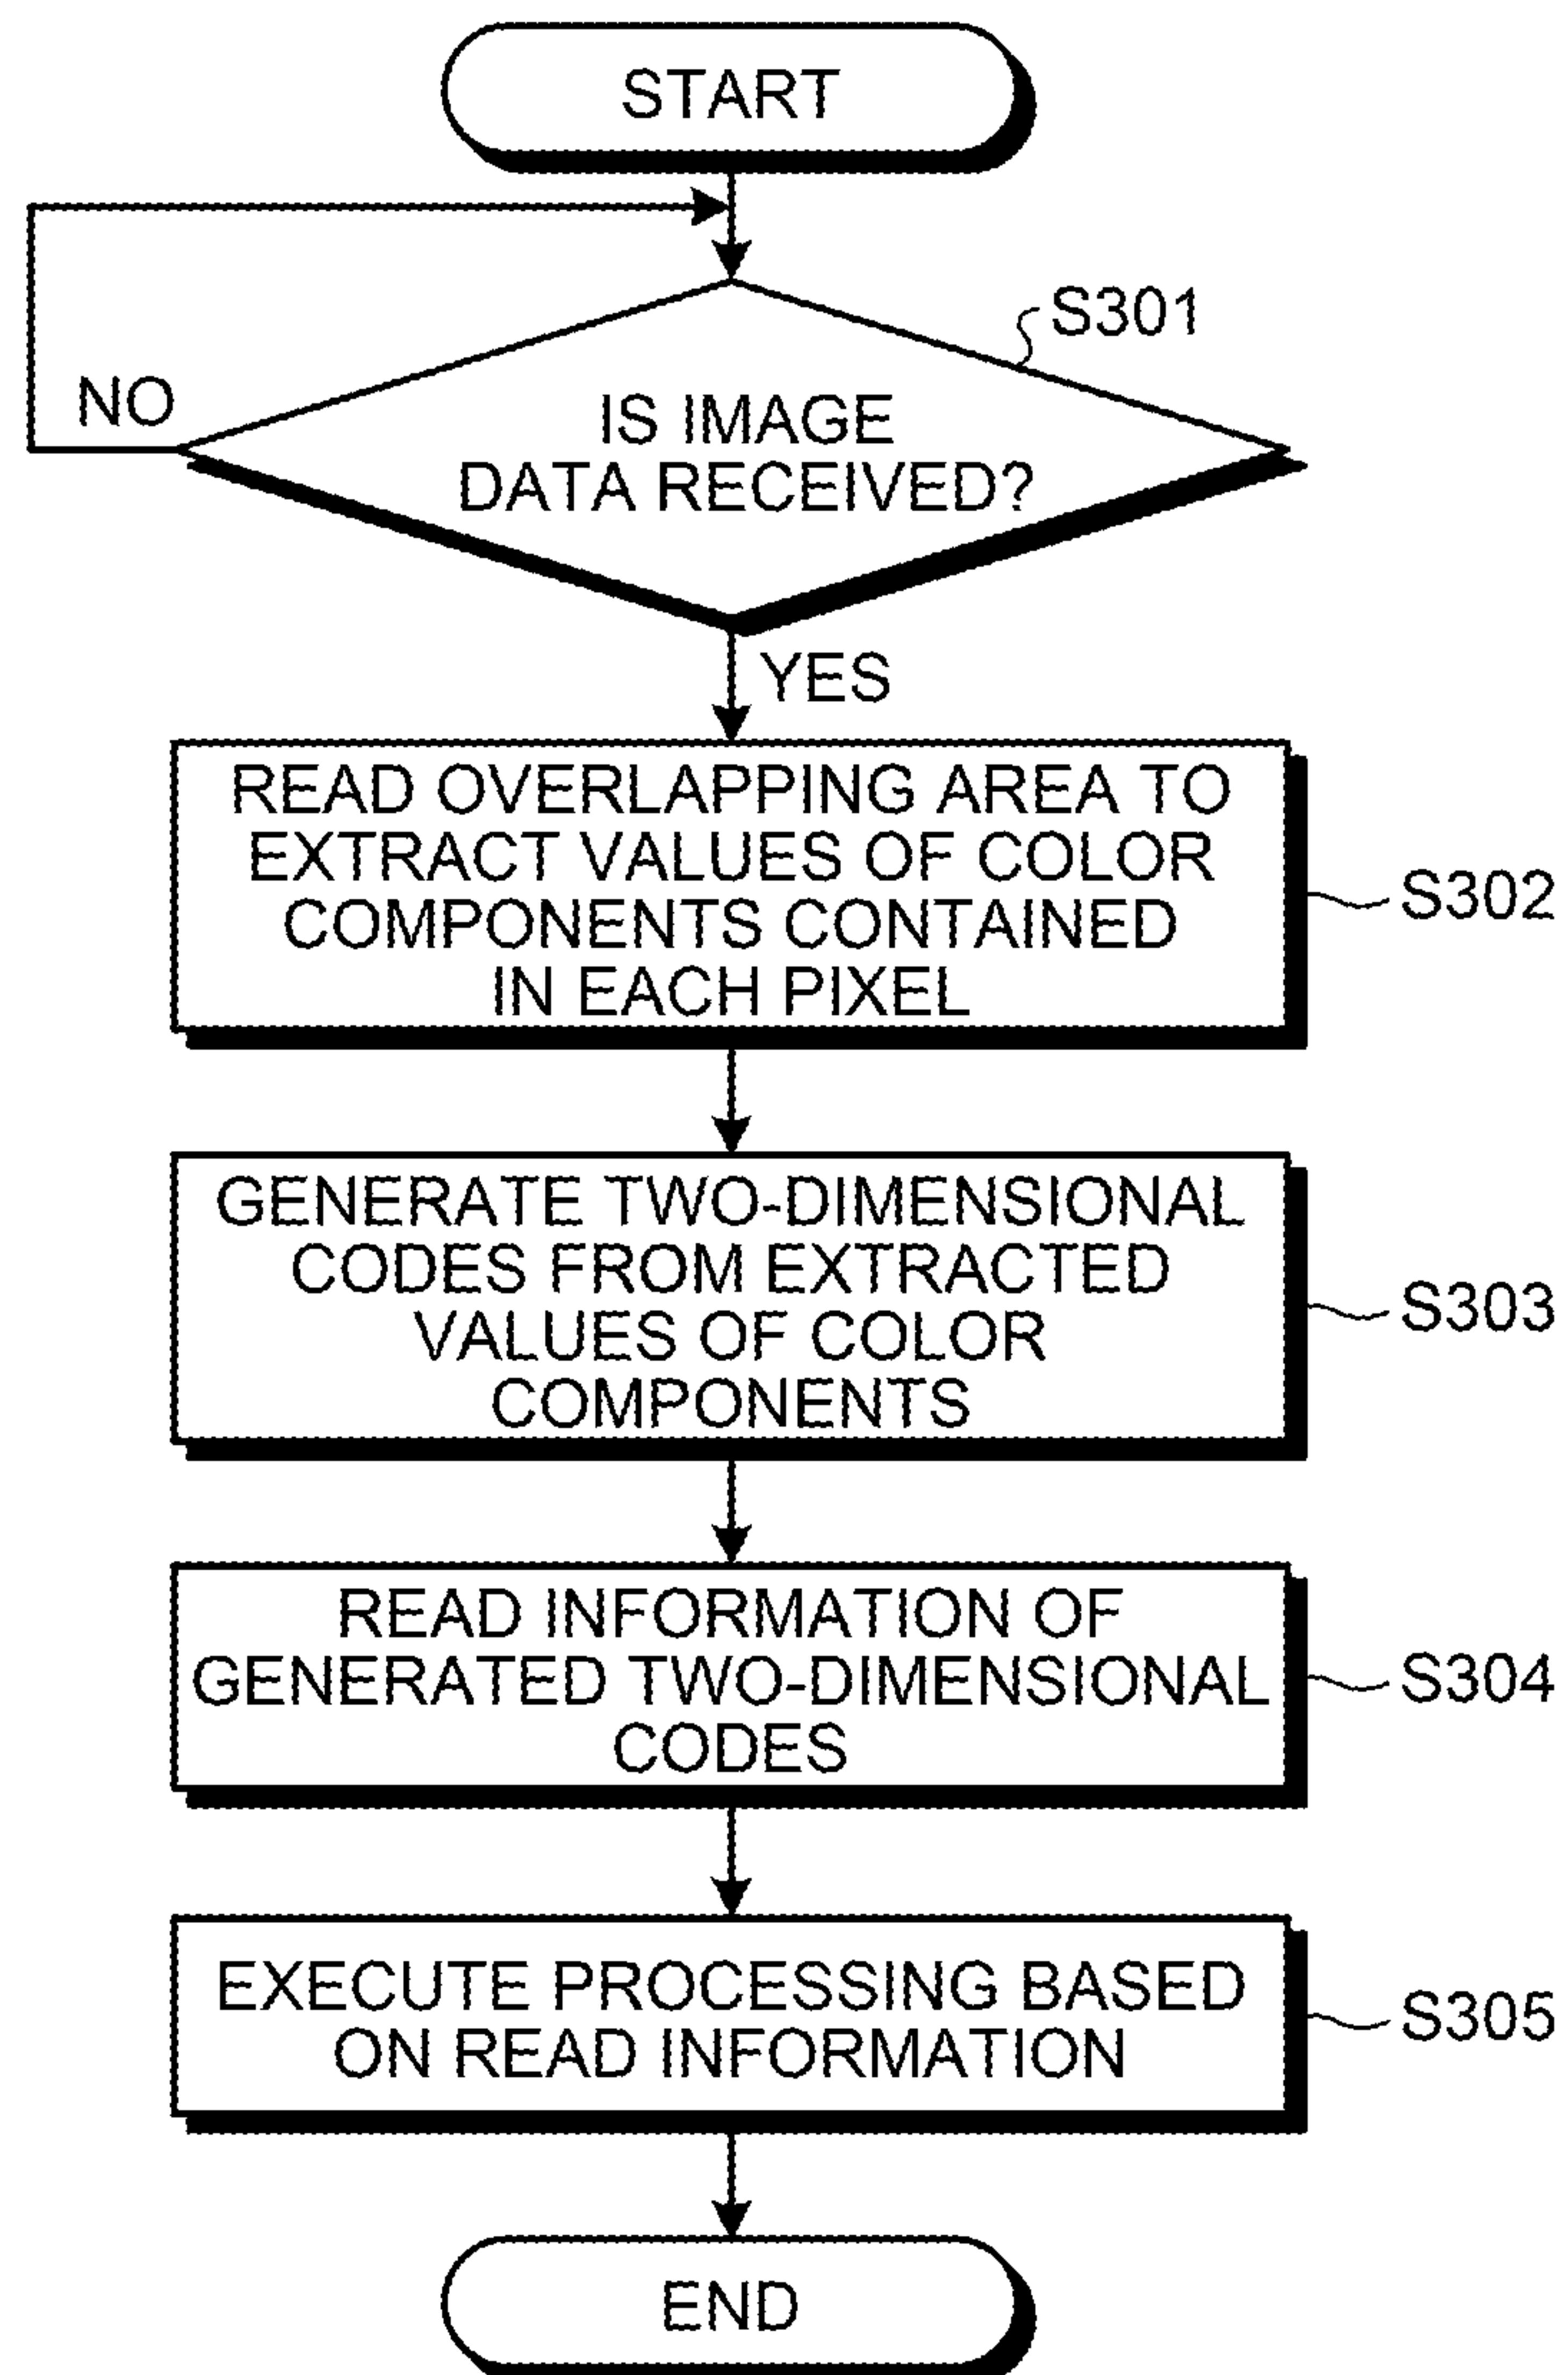 START
S301
NO
IS IMAGE
DATA RECEIVED?
YES
READ OVERLAPPING AREA TO
EXTRACT VALUES OF COLOR
COMPONENTS CONTAINED
IN EACH PIXEL
S302
GENERATE TWO-DIMENSIONAL
CODES FROM EXTRACTED
VALUES OF COLOR
COMPONENTS
S303
READ INFORMATION OF
GENERATED TWO-DIMENSIONAL
CODES
S304
EXECUTE PROCESSING BASED
ON READ INFORMATION
S305
END